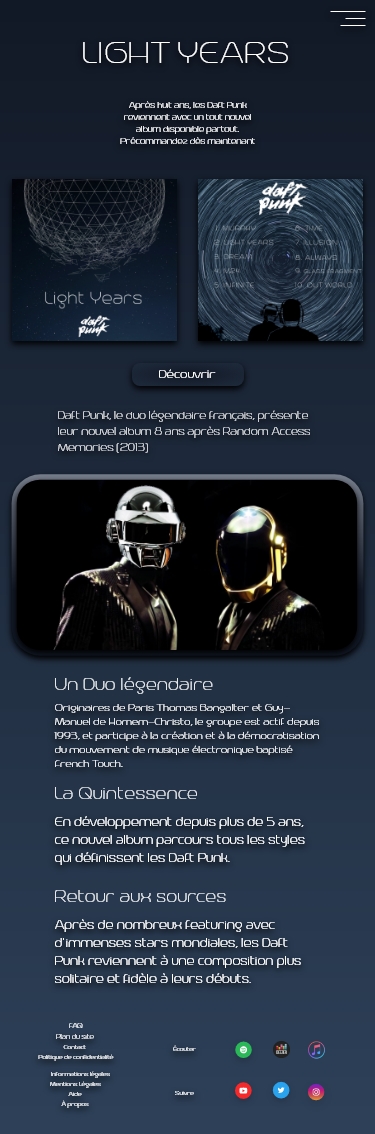 LIGHT YEARS
Après huit ans, les Daft Punk
reviennent avec un tout nouvel
album disponible partout.
Précommandez dès maintenant
Light Years
daft
punk
daft
punk
1. MURPHY
2. LIGHT YEARS
3. DREAM
4. M24
5. INFINITE
6. TIME
7. ILLUSION
8. ALWAYS
9. GLASS FRAGMENT
10. OUT WORLD
Découvrir
Daft Punk, le duo légendaire français, présente
leur nouvel album 8 ans après Random Access
Memories (2013)
Un Duo légendaire
Originaires de Paris Thomas Bangalter et Guy-
Manuel de Homem-Christo, le groupe est actif depuis
1993, et participe à la création et à la démocratisation
du mouvement de musique électronique baptisé
French Touch.
La Quintessence
En développement depuis plus de 5 ans,
ce nouvel album parcours tous les styles
qui définissent les Daft Punk.
Retour aux sources
Après de nombreux featuring avec
d'immenses stars mondiales, les Daft
Punk reviennent à une composition plus
solitaire et fidèle à leurs débuts.
FAQ
Plan du site
Contact
Politique de confidentialité
Informations légales
Mentions Légales
Aide
À propos
Écouter
Suivre